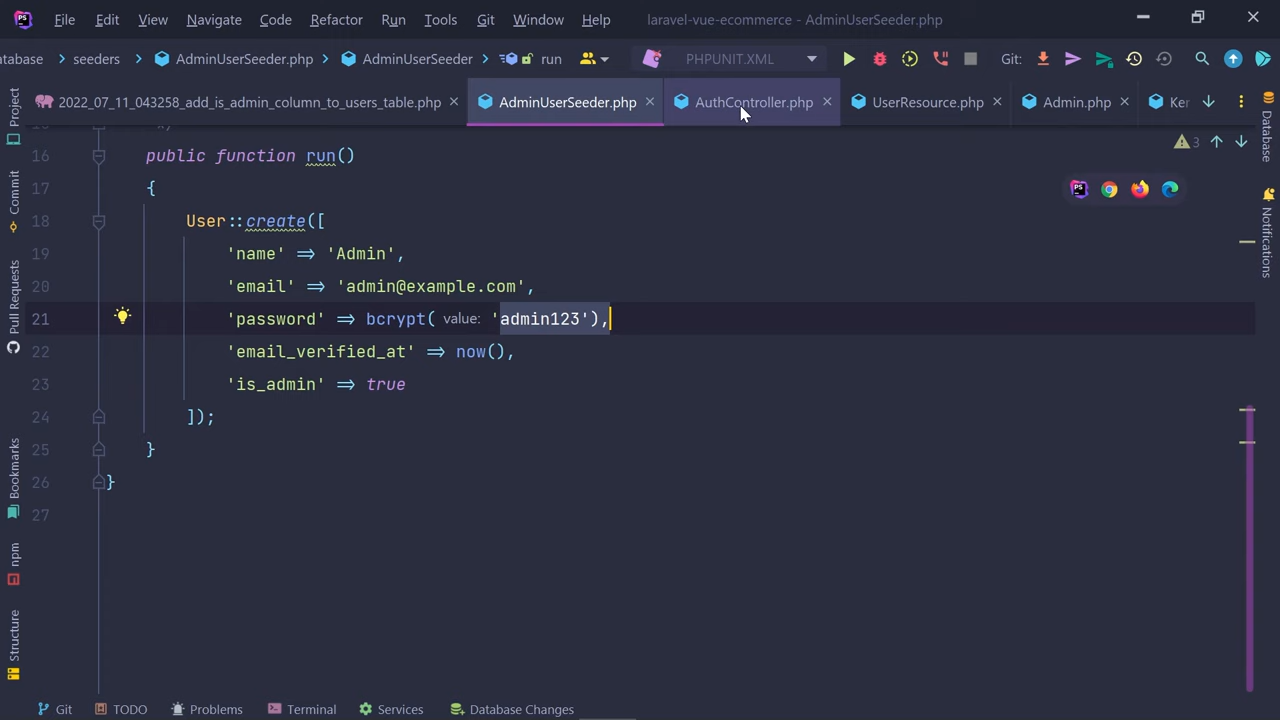 File Edit View Navigate Code Refactor Run Tools Git Window Help laravel-vue-ecommerce - AdminUserSeeder.php
atabase seeders AdminUserSeeder.php AdminUserSeeder run PHPUNIT.XML Git:
2022_07_11_043258_add_is_admin_column_to_users_table.php AdminUserSeeder.php AuthController.php UserResource.php Admin.php Ker
Project
Commit
Pull Requests
Bookmarks
npm
Structure
Database
Notifications
3
16 public function run()
17 {
18 User::create([
19 'name' => 'Admin',
20 'email' => 'admin@example.com',
21 'password' => bcrypt( value: 'admin123'),
22 'email_verified_at' => now(),
23 'is_admin' => true
24 ]);
25 }
26 }
27
Git TODO Problems Terminal Services Database Changes